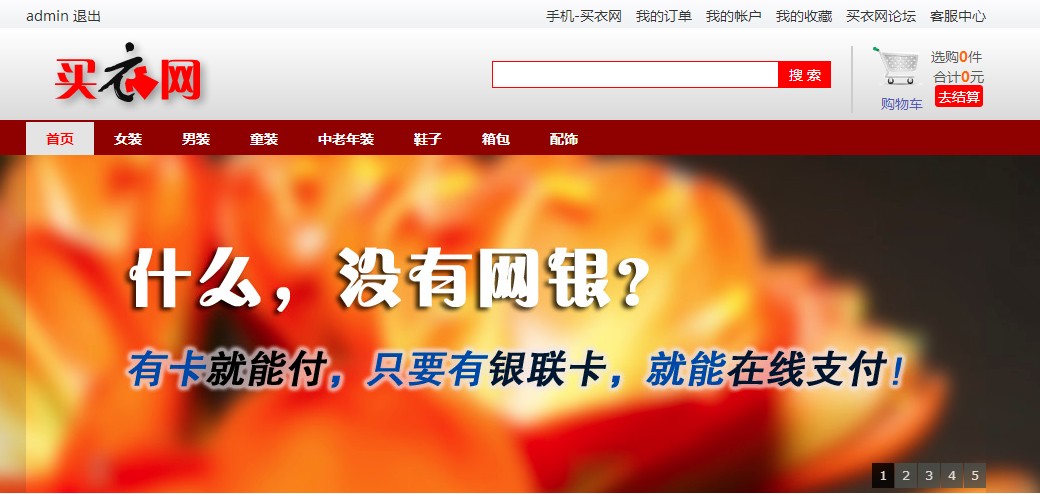 admin 退出 手机-买衣网 我的订单 我的帐户 我的收藏 买衣网论坛 客服中心
买衣网
搜 索
选购0件
合计0元
购物车 去结算
首页 女装 男装 童装 中老年装 鞋子 箱包 配饰
什么，没有网银？
有卡就能付，只要有银联卡，就能在线支付！
1 2 3 4 5